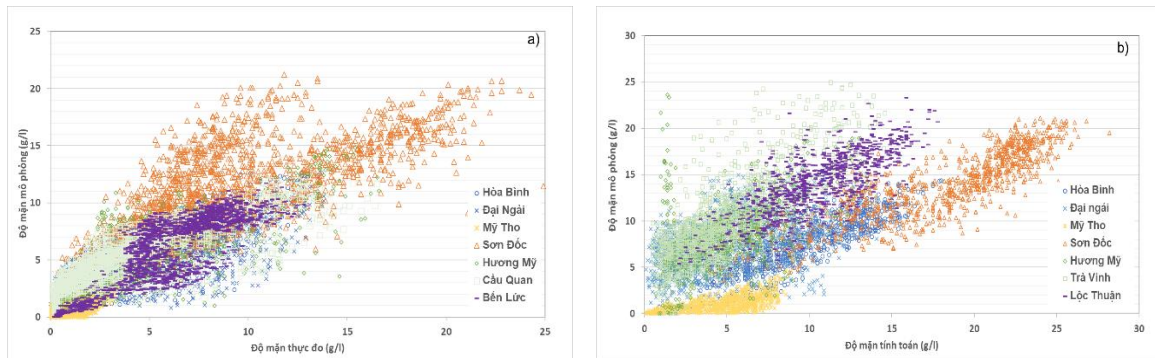 a)
25
20
15
10
5
0
Độ mặn mô phỏng (g/l)
Hòa Bình
Đại Ngải
Mỹ Tho
Sơn Đốc
Hương Mỹ
Cầu Quan
Bến Lức
0 5 10 15 20 25
Độ mặn thực đo (g/l)
b)
30
25
20
15
10
5
0
Độ mặn mô phỏng (g/l)
Hòa Bình
Đại ngải
Mỹ Tho
Sơn Đốc
Hương Mỹ
Trà Vinh
Lộc Thuận
0 5 10 15 20 25 30
Độ mặn tính toán (g/l)